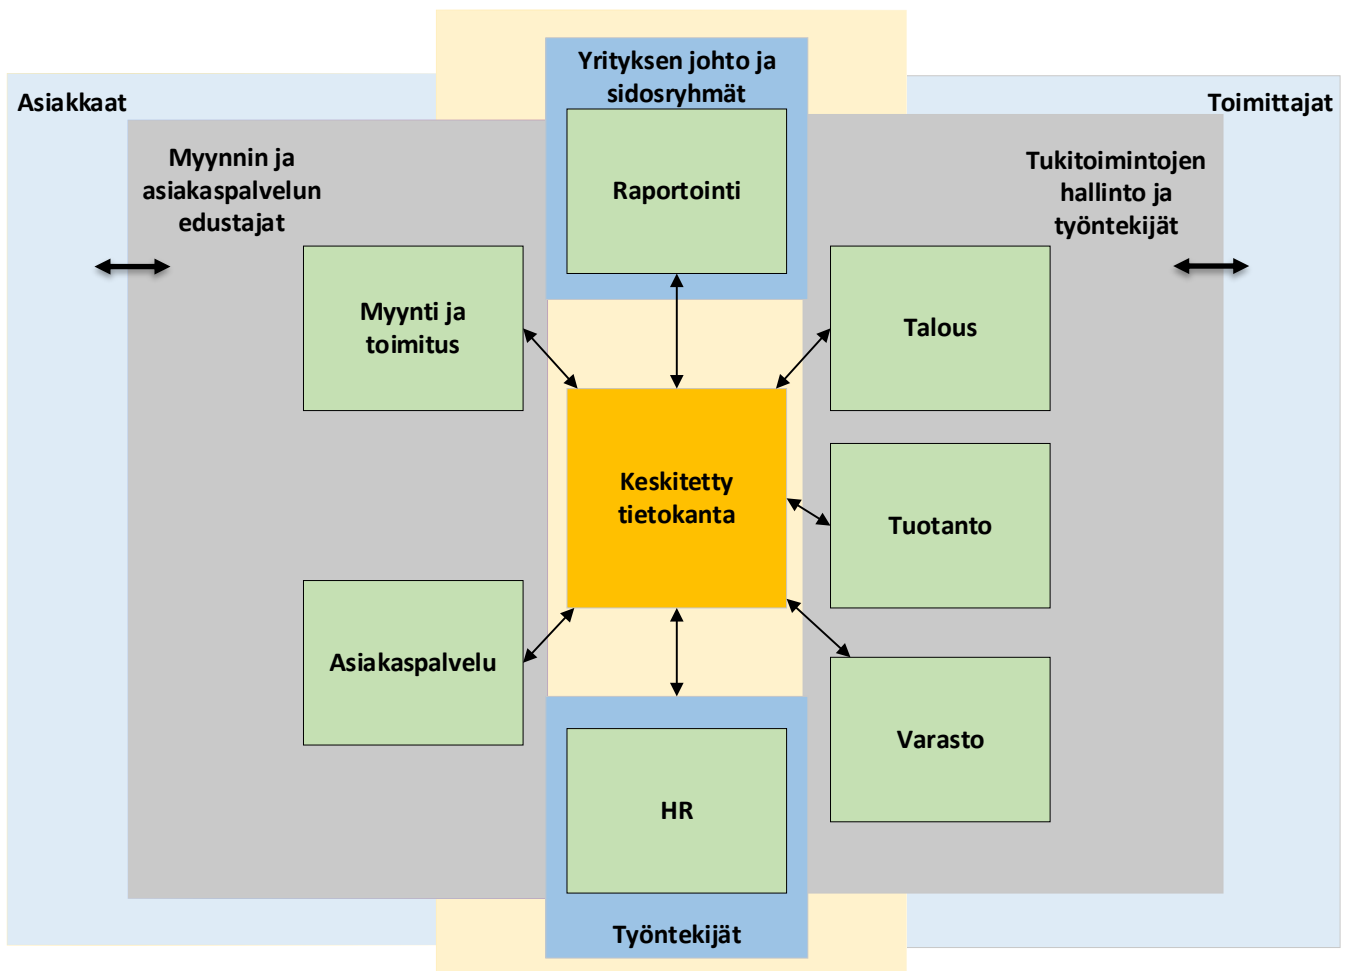 Yrityksen johto ja
sidosryhmät
Asiakkaat
Toimittajat
Myynnin ja
asiakaspalvelun
edustajat
Raportointi
Tukitoimintojen
hallinto ja
työntekijät
Myynti ja
toimitus
Talous
Keskitetty
tietokanta
Tuotanto
Asiakaspalvelu
Varasto
HR
Työntekijät